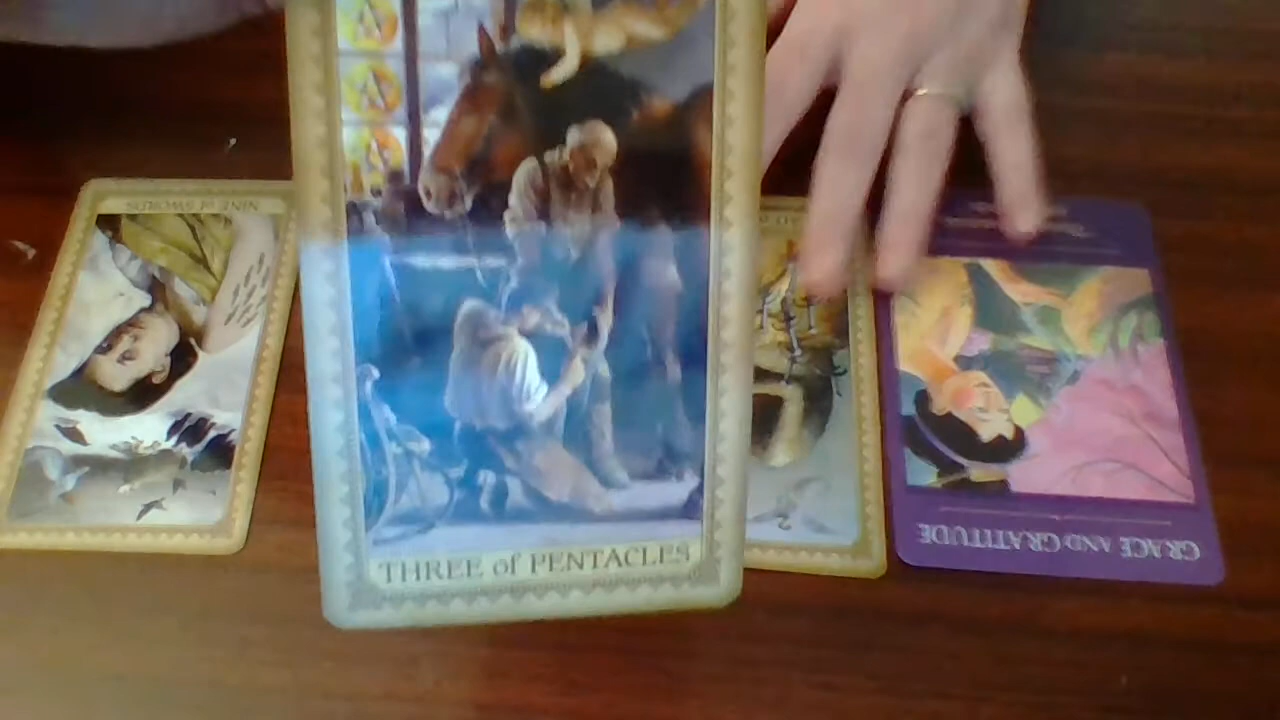 NINE of SWORDS
THREE of PENTACLES
GRACE AND GRATITUDE